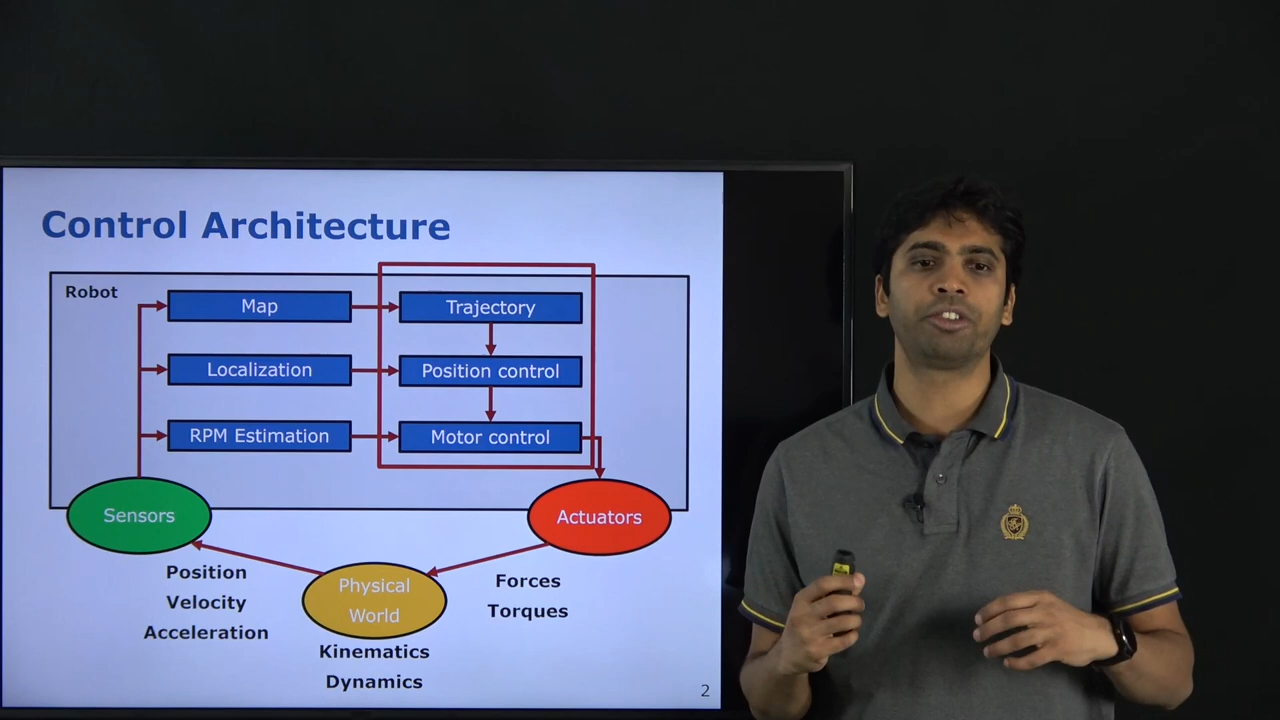 Control Architecture
Robot
Map
Trajectory
Localization
Position control
RPM Estimation
Motor control
Sensors
Actuators
Position
Velocity
Acceleration
Physical
World
Forces
Torques
Kinematics
Dynamics
2